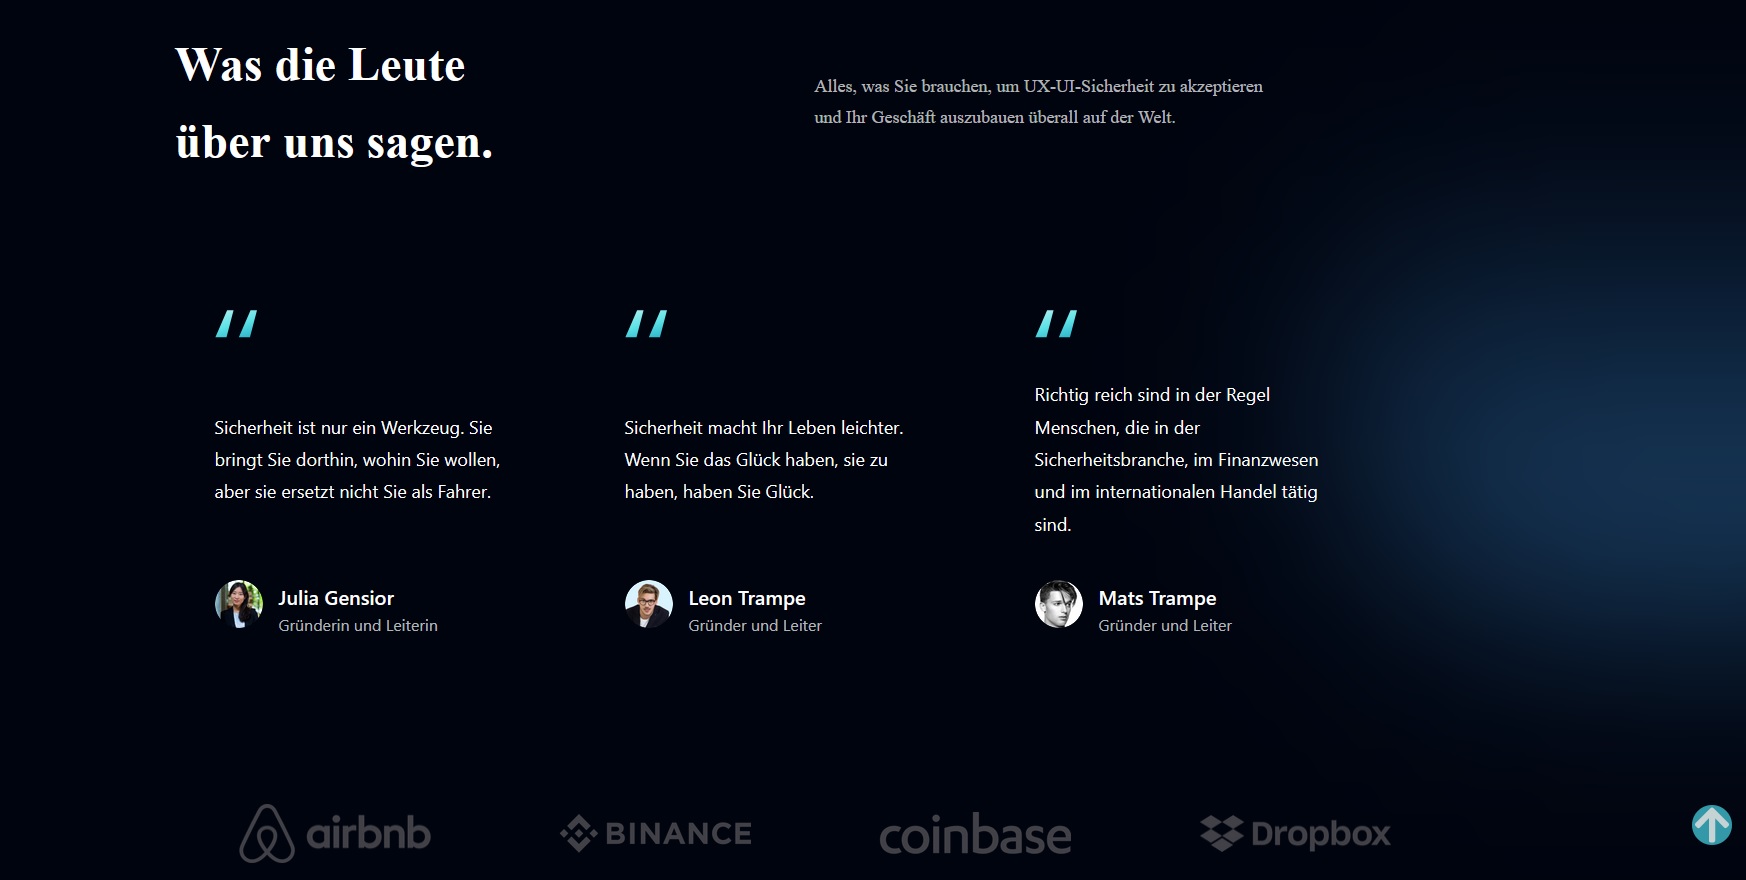 Was die Leute
über uns sagen.
Alles, was Sie brauchen, um UX-UI-Sicherheit zu akzeptieren
und Ihr Geschäft auszubauen überall auf der Welt.
Sicherheit ist nur ein Werkzeug. Sie
bringt Sie dorthin, wohin Sie wollen,
aber sie ersetzt nicht Sie als Fahrer.
Julia Gensior
Gründerin und Leiterin
Sicherheit macht Ihr Leben leichter.
Wenn Sie das Glück haben, sie zu
haben, haben Sie Glück.
Leon Trampe
Gründer und Leiter
Richtig reich sind in der Regel
Menschen, die in der
Sicherheitsbranche, im Finanzwesen
und im internationalen Handel tätig
sind.
Mats Trampe
Gründer und Leiter
airbnb
BINANCE
coinbase
Dropbox